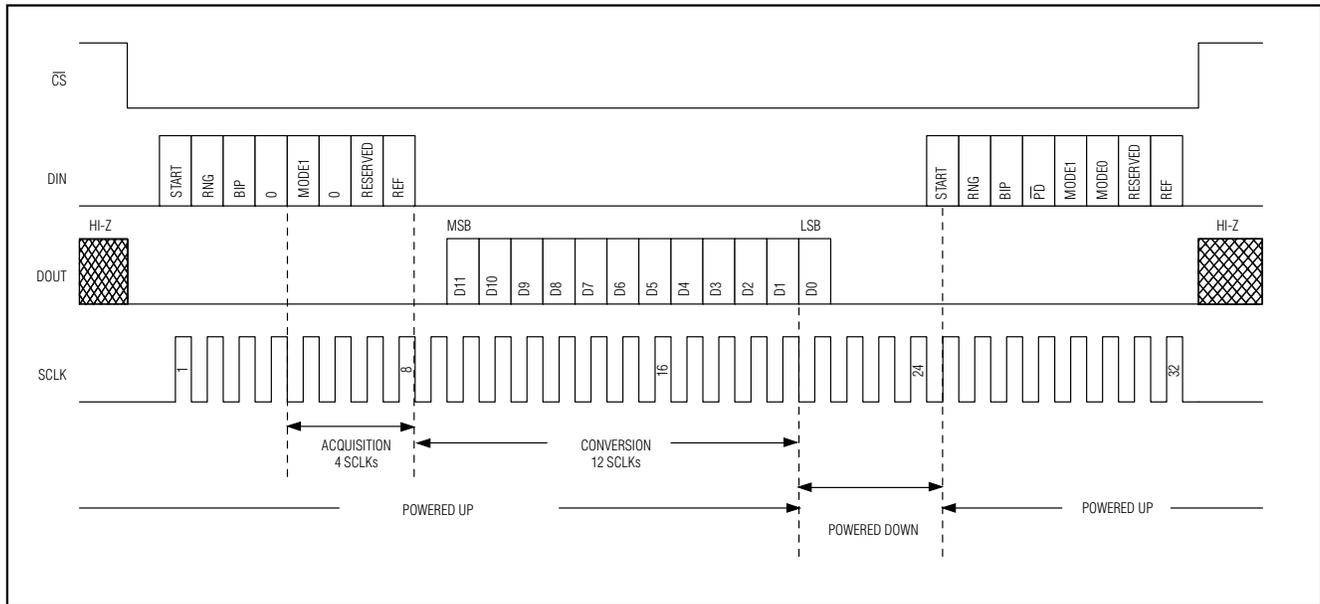 CS
DIN
START
RNG
BIP
0
MODE1
0
RESERVED
REF
START
RNG
BIP
PD
MODE1
MODE0
RESERVED
REF
HI-Z
MSB
LSB
HI-Z
DOUT
D11
D10
D9
D8
D7
D6
D5
D4
D3
D2
D1
D0
SCLK
1
8
16
24
32
ACQUISITION
4 SCLKs
CONVERSION
12 SCLKs
POWERED UP
POWERED DOWN
POWERED UP